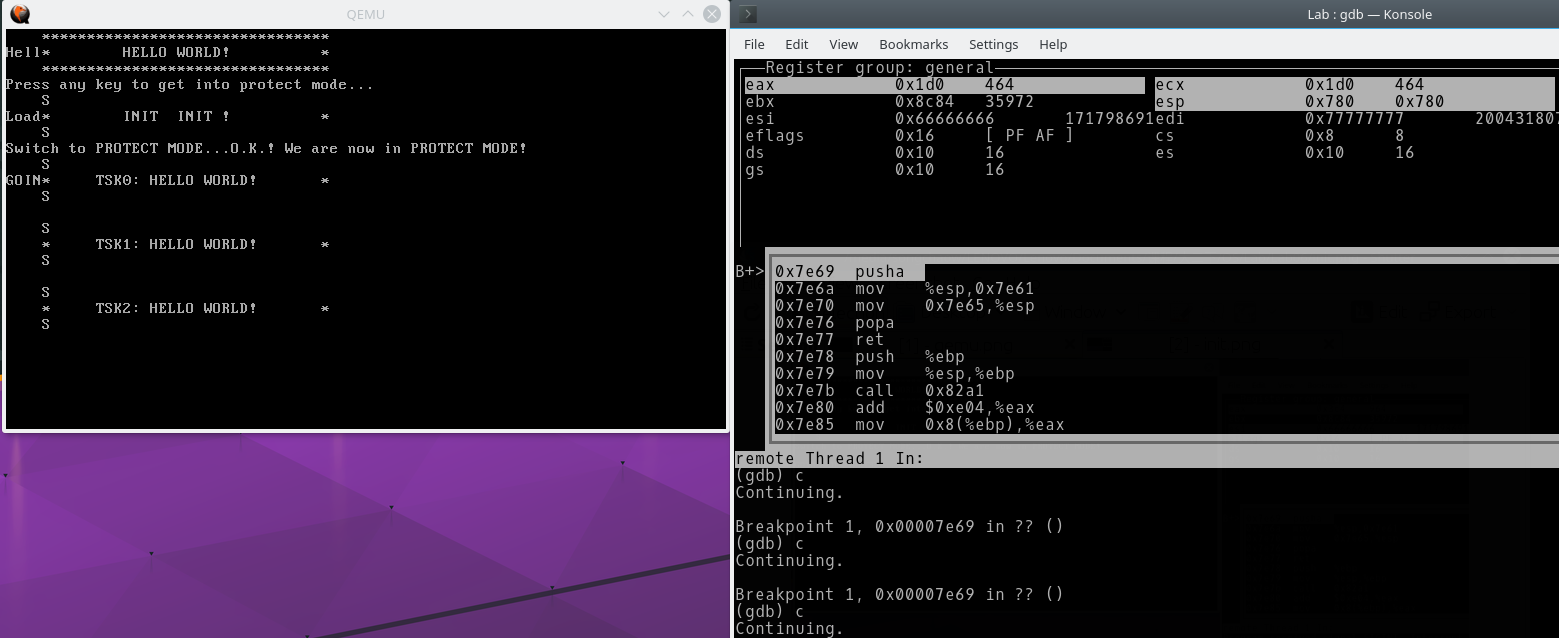 QEMU
*********************************
Hell* HELLO WORLD! *
*********************************
Press any key to get into protect mode...
S
Load* INIT INIT ! *
S
Switch to PROTECT MODE...O.K.! We are now in PROTECT MODE!
S
GOIN* TSK0: HELLO WORLD! *
S
S
* TSK1: HELLO WORLD! *
S
S
* TSK2: HELLO WORLD! *
S
Lab : gdb — Konsole
File Edit View Bookmarks Settings Help
Register group: general
eax 0x1d0 464 ecx 0x1d0 464
ebx 0x8c84 35972 esp 0x780 0x780
esi 0x66666666 171798691edi 0x77777777 200431807
eflags 0x16 [ PF AF ] cs 0x8 8
ds 0x10 16 es 0x10 16
gs 0x10 16
B+> 0x7e69 pusha
0x7e6a mov %esp,0x7e61
0x7e70 mov 0x7e65,%esp
0x7e76 popa
0x7e77 ret
0x7e78 push %ebp
0x7e79 mov %esp,%ebp
0x7e7b call 0x82a1
0x7e80 add $0xe04,%eax
0x7e85 mov 0x8(%ebp),%eax
remote Thread 1 In:
(gdb) c
Continuing.
Breakpoint 1, 0x00007e69 in ?? ()
(gdb) c
Continuing.
Breakpoint 1, 0x00007e69 in ?? ()
(gdb) c
Continuing.